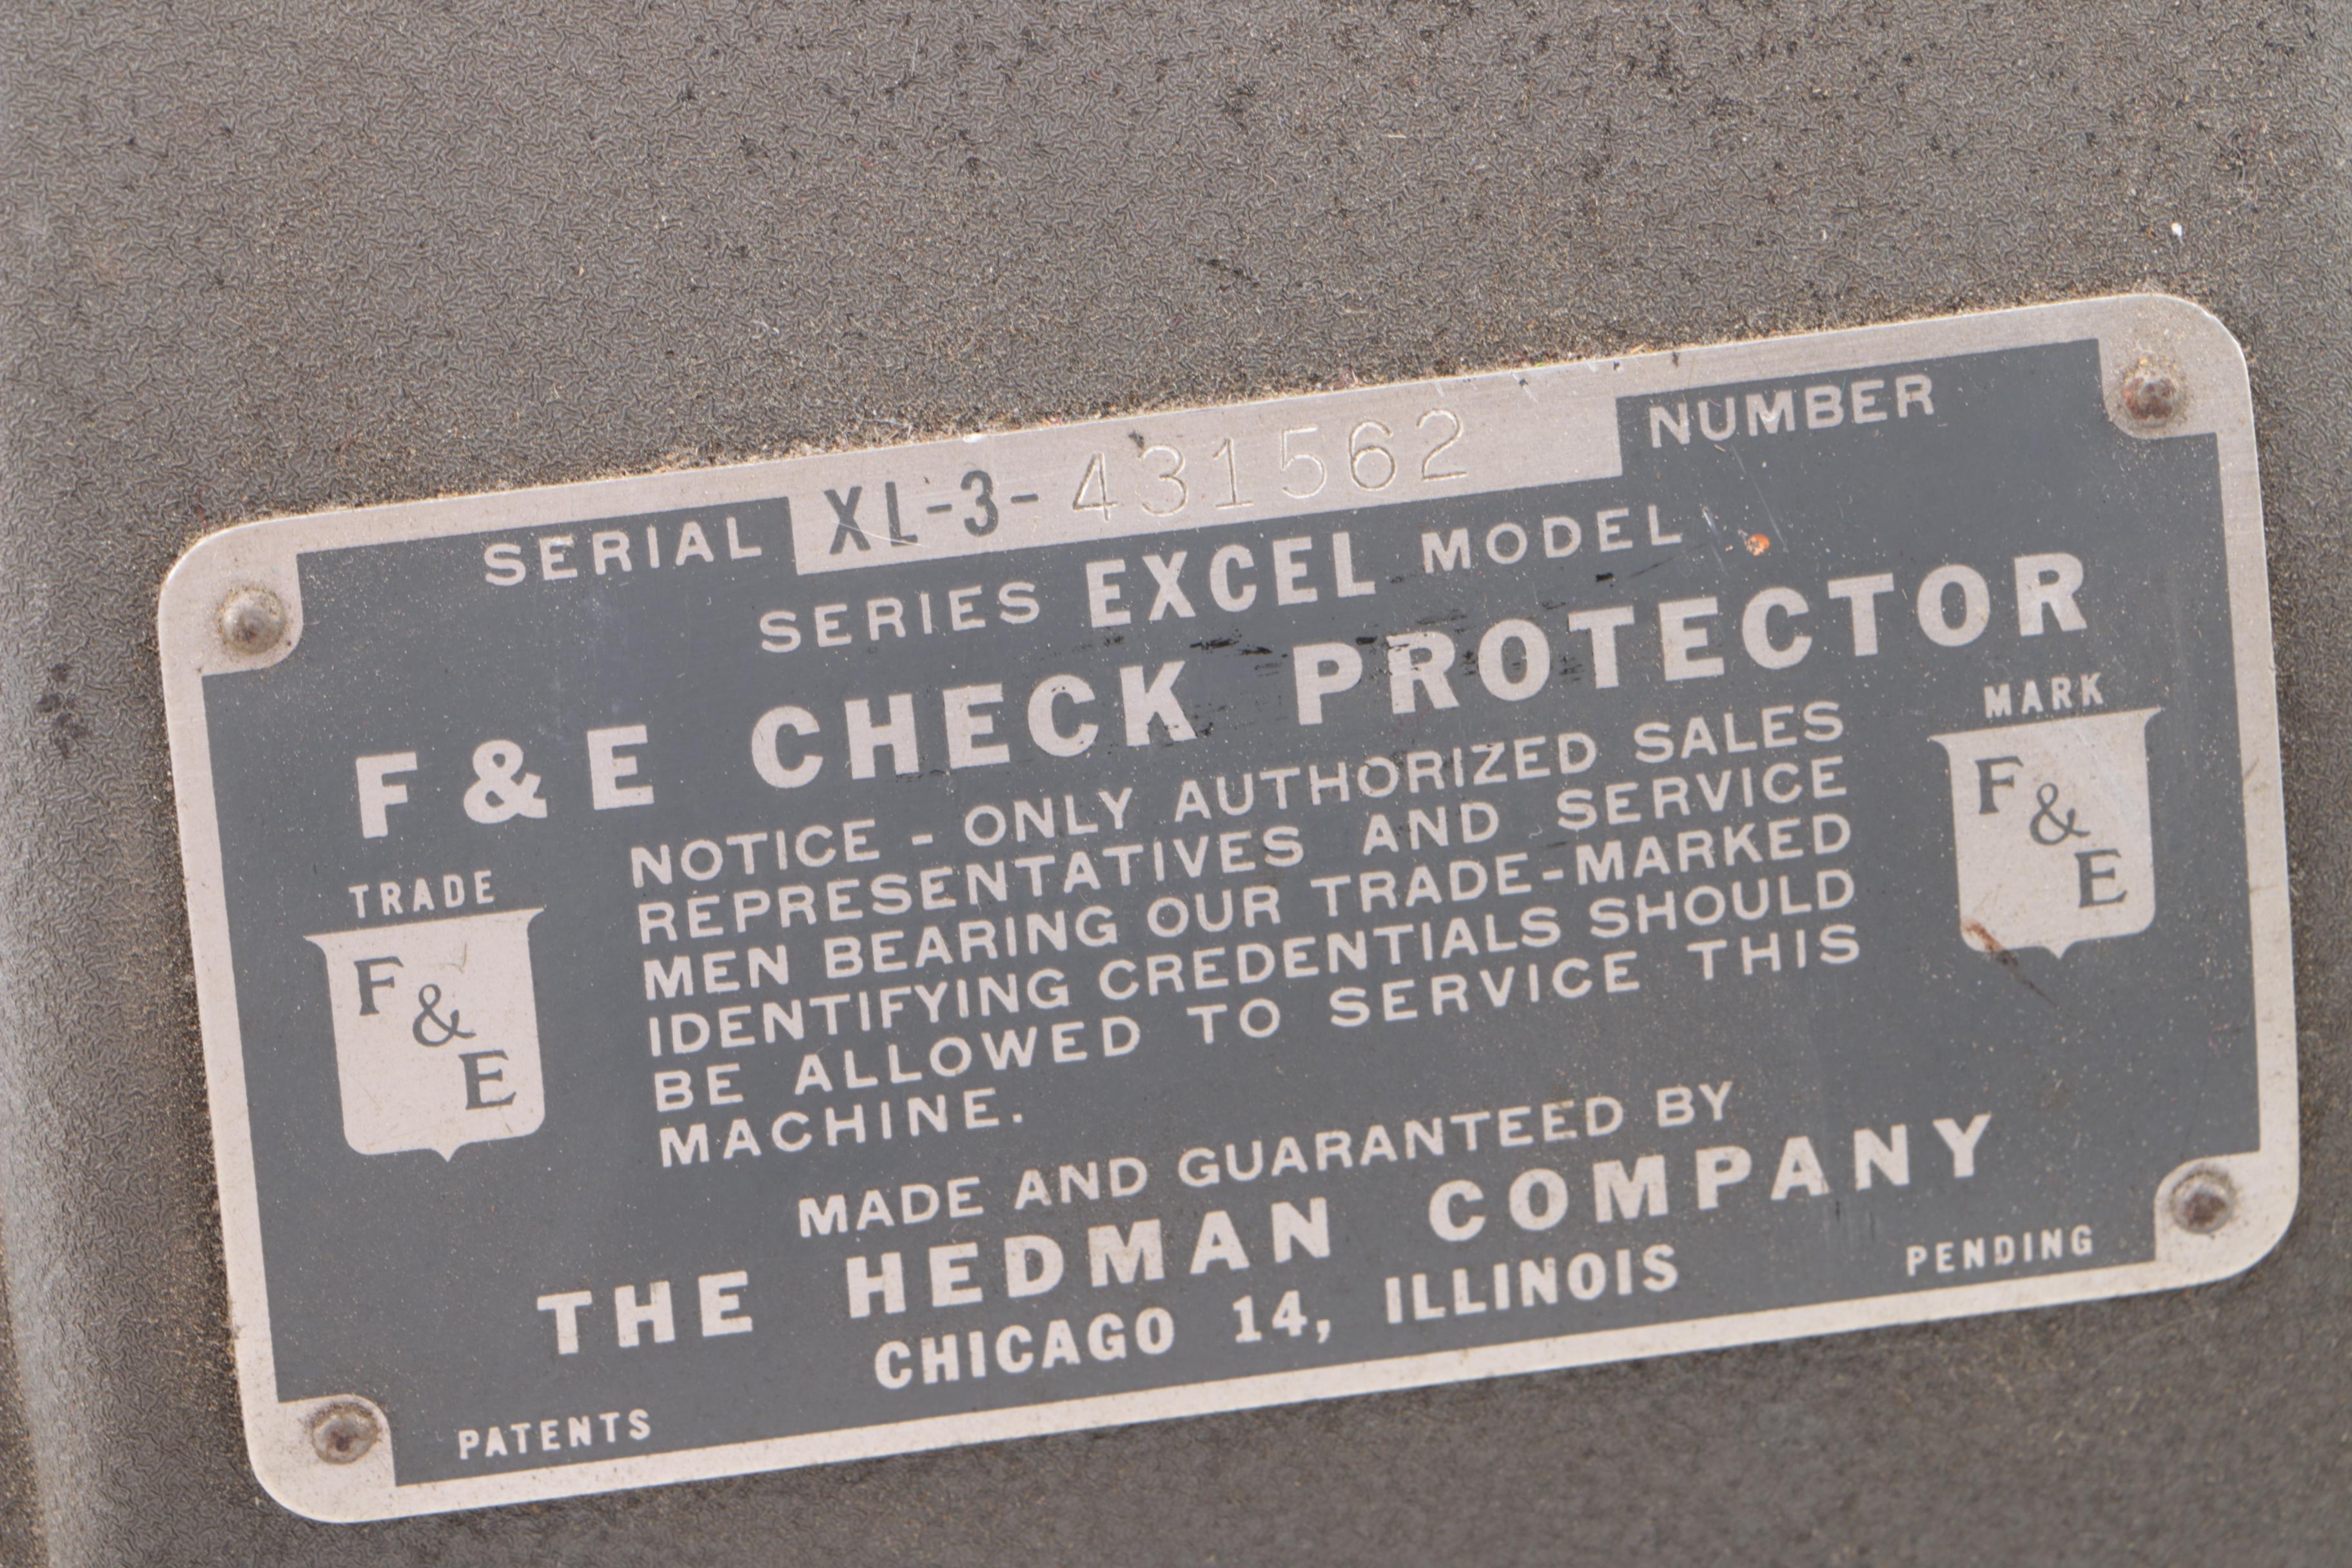 SERIAL XL-3-431562 NUMBER
SERIES EXCEL MODEL
F & E CHECK PROTECTOR
TRADE
F & E
MARK
F & E
NOTICE - ONLY AUTHORIZED SALES
REPRESENTATIVES AND SERVICE
MEN BEARING OUR TRADE-MARKED
IDENTIFYING CREDENTIALS SHOULD
BE ALLOWED TO SERVICE THIS
MACHINE.
MADE AND GUARANTEED BY
THE HEDMAN COMPANY
CHICAGO 14, ILLINOIS
PATENTS PENDING